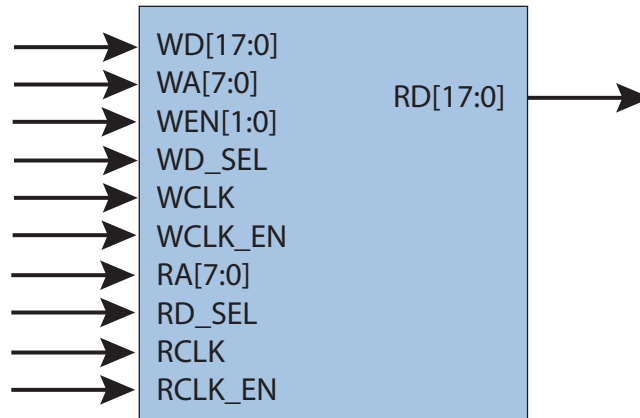 WD[17:0]
WA[7:0]
WEN[1:0]
WD_SEL
WCLK
WCLK_EN
RA[7:0]
RD_SEL
RCLK
RCLK_EN
RD[17:0]